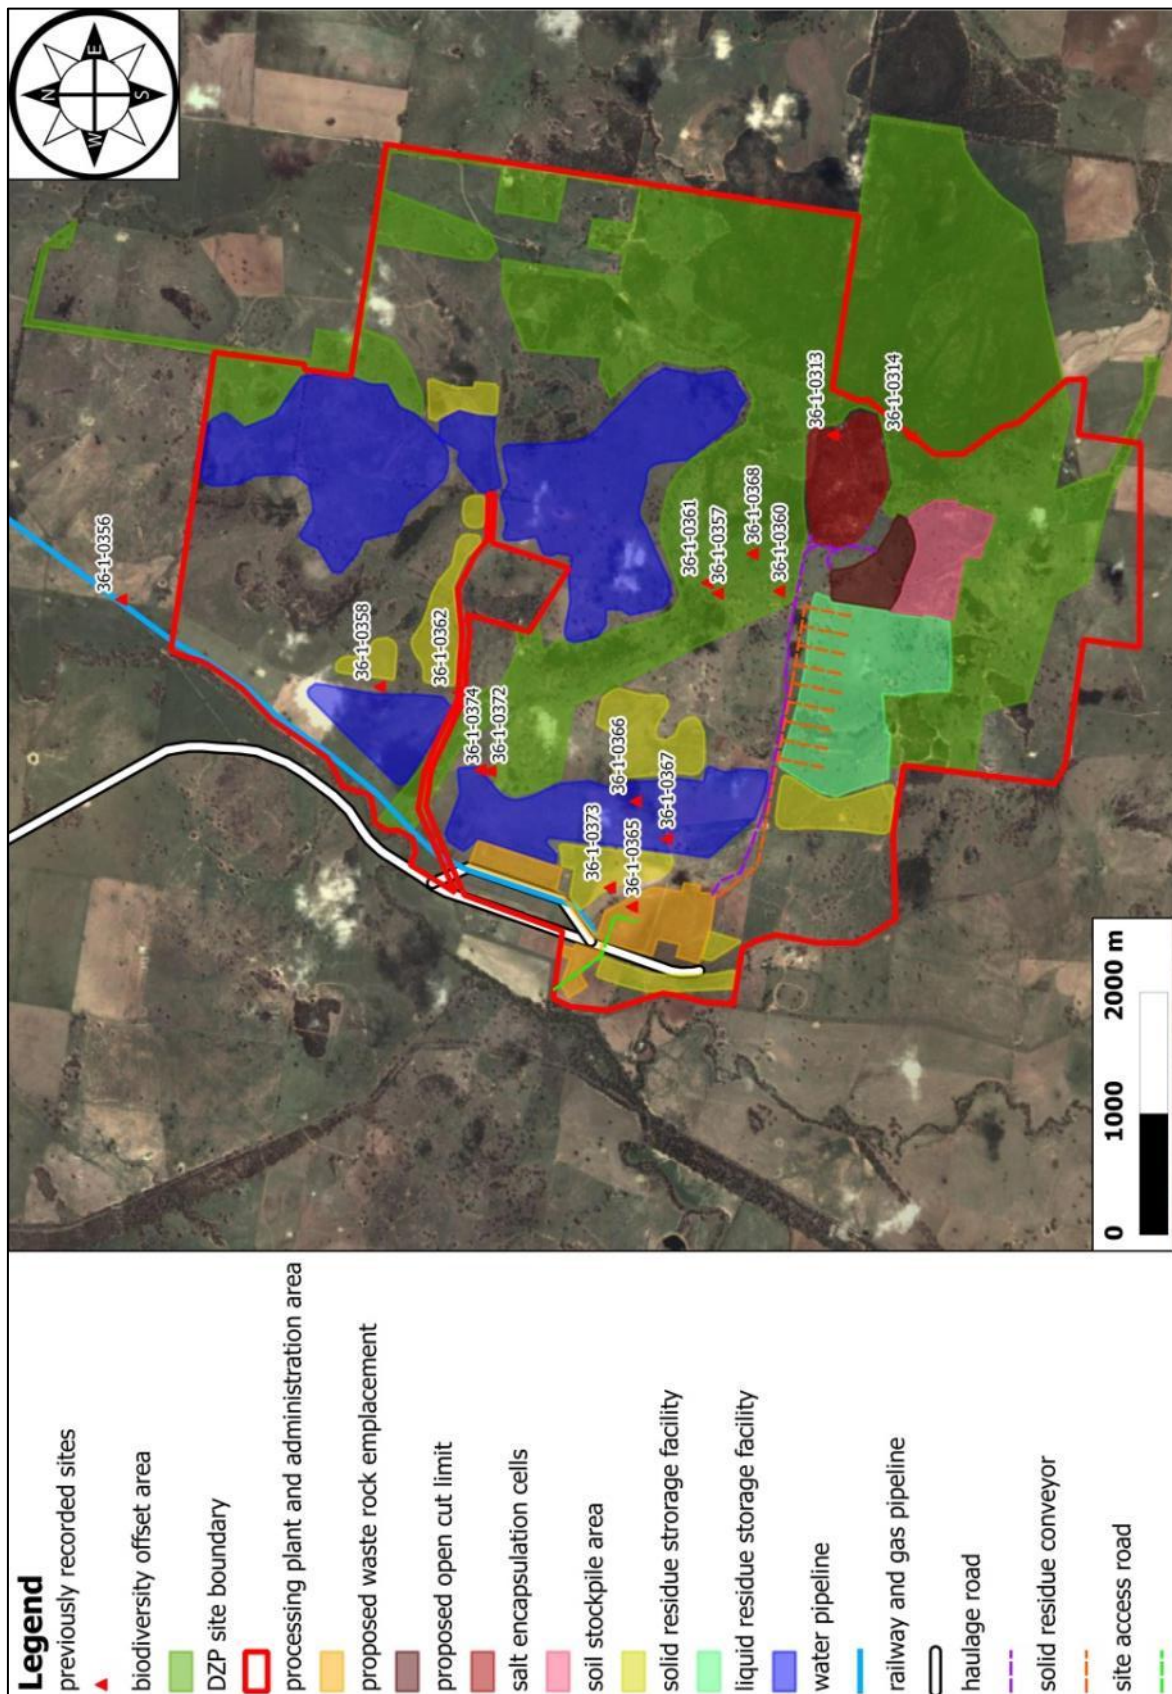 Legend
previously recorded sites
biodiversity offset area
DZP site boundary
processing plant and administration area
proposed waste rock emplacement
proposed open cut limit
salt encapsulation cells
soil stockpile area
solid residue strorage facility
liquid residue storage facility
water pipeline
railway and gas pipeline
haulage road
solid residue conveyor
site access road
N
E
S
W
36-1-0356
36-1-0358
36-1-0362
36-1-0374
36-1-0372
36-1-0366
36-1-0367
36-1-0373
36-1-0365
36-1-0361
36-1-0357
36-1-0368
36-1-0360
36-1-0313
36-1-0314
0 1000 2000 m